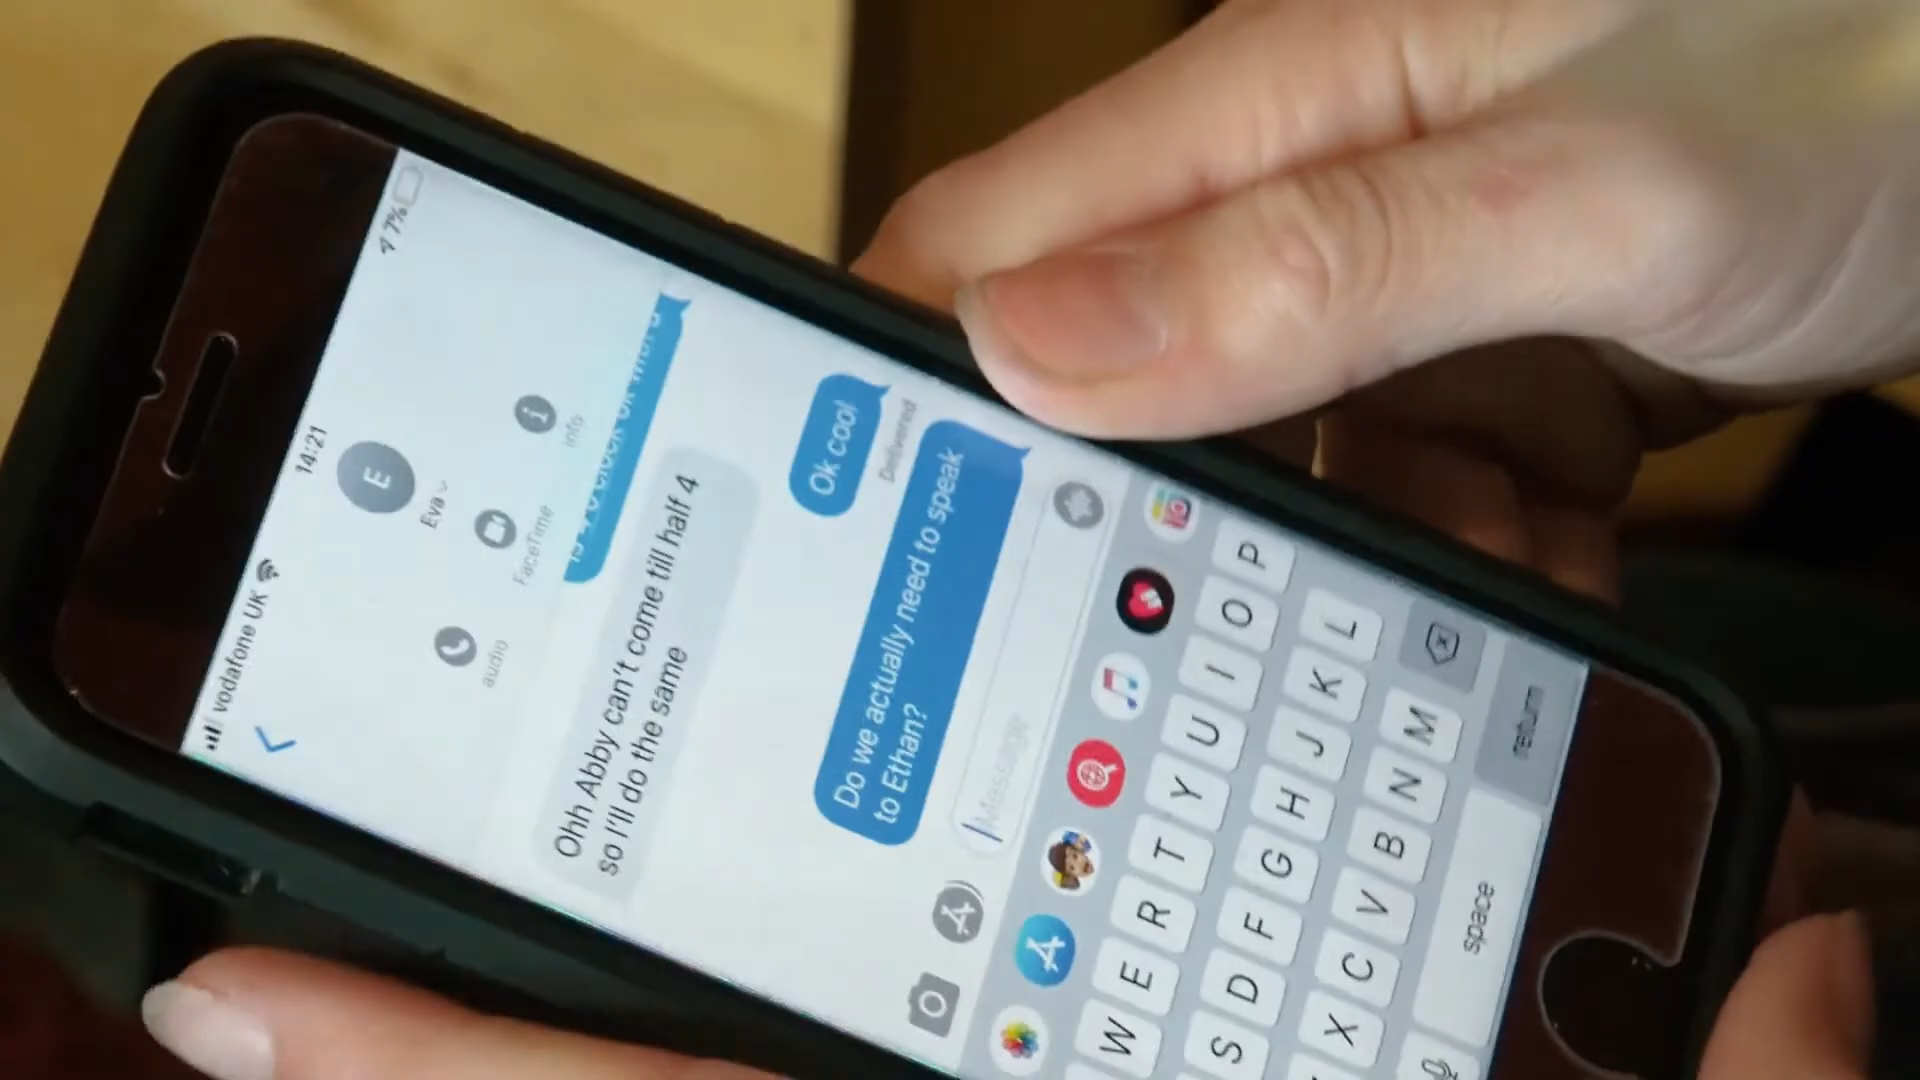 vodafone UK
14:21
7%
E
Eva
audio
FaceTime
info
Ohh Abby can't come till half 4
so I'll do the same
Ok cool
Delivered
Do we actually need to speak
to Ethan?
Message
W E R T Y U I O P
S D F G H J K L
X C V B N M
space
return